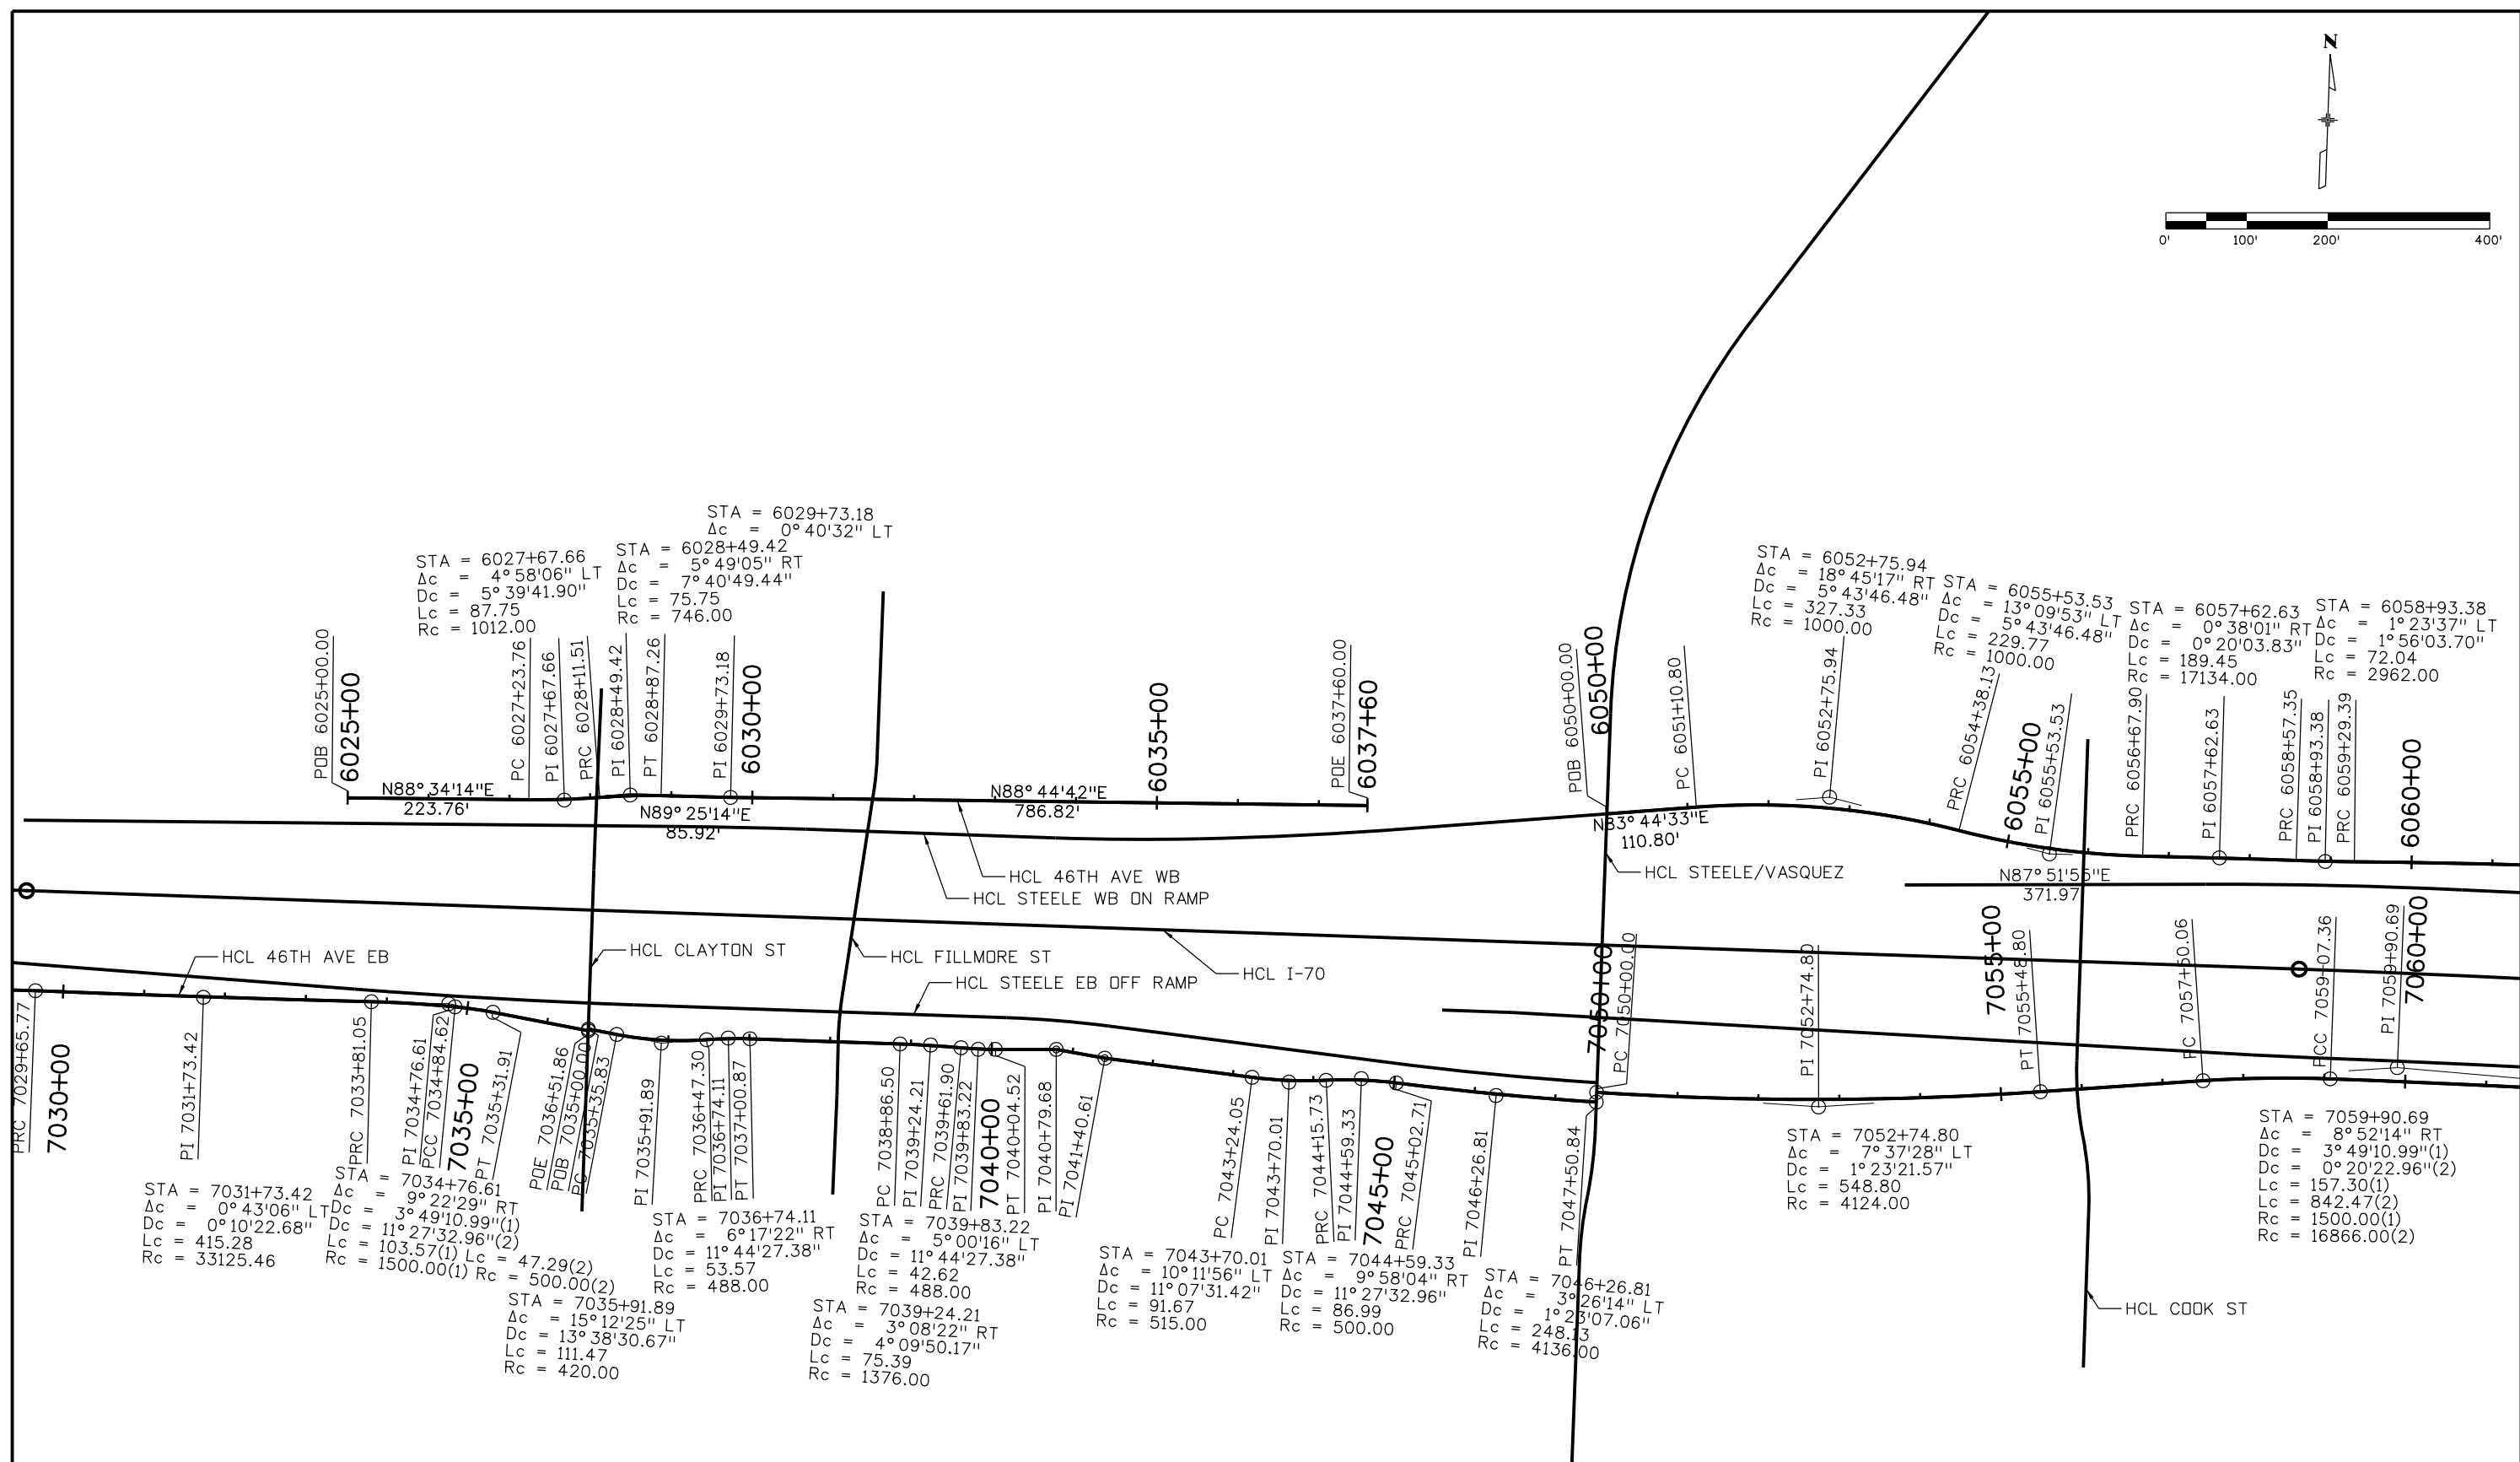 N
0' 100' 200' 400'
STA = 6029+73.18
Δc = 0°40'32" LT
STA = 6027+67.66
Δc = 4°58'06" LT
Dc = 5°39'41.90"
Lc = 87.75
Rc = 1012.00
STA = 6028+49.42
Δc = 5°49'05" RT
Dc = 7°40'49.44"
Lc = 75.75
Rc = 746.00
STA = 6052+75.94
Δc = 18°45'17" RT
Dc = 5°43'46.48"
Lc = 327.33
Rc = 1000.00
STA = 6055+53.53
Δc = 13°09'53" LT
Dc = 5°43'46.48"
Lc = 229.77
Rc = 1000.00
STA = 6057+62.63
Δc = 0°38'01" RT
Dc = 0°20'03.83"
Lc = 189.45
Rc = 17134.00
STA = 6058+93.38
Δc = 1°23'37" LT
Dc = 1°56'03.70"
Lc = 72.04
Rc = 2962.00
POB 6025+00.00
6025+00
PC 6027+23.76
PI 6027+67.66
PRC 6028+11.51
PI 6028+49.42
PT 6028+87.26
PI 6029+73.18
6030+00
6035+00
POE 6037+60.00
6037+60
POB 6050+00.00
6050+00
PC 6051+10.80
PI 6052+75.94
PRC 6054+38.13
6055+00
PI 6055+53.53
PRC 6056+67.90
PI 6057+62.63
PRC 6058+57.35
PI 6058+93.38
PRC 6059+29.39
6060+00
N88°34'14"E
223.76'
N89°25'14"E
85.92'
N88°44'42"E
786.82'
N83°44'33"E
110.80'
N87°51'55"E
371.97'
HCL 46TH AVE WB
HCL STEELE WB ON RAMP
HCL STEELE/VASQUEZ
HCL 46TH AVE EB
HCL CLAYTON ST
HCL FILLMORE ST
HCL STEELE EB OFF RAMP
HCL I-70
HCL COOK ST
PRC 7029+65.77
7030+00
PI 7031+73.42
PRC 7033+81.05
PI 7034+76.61
PCC 7034+84.62
7035+00
PT 7035+31.91
POE 7036+51.86
POB 7035+00.00
PC 7035+35.83
PI 7035+91.89
PRC 7036+47.30
PI 7036+74.11
PT 7037+00.87
PC 7038+86.50
PI 7039+24.21
PRC 7039+61.90
PI 7039+83.22
7040+00
PT 7040+04.52
PI 7040+79.68
PI 7041+40.61
PC 7043+24.05
PI 7043+70.01
PRC 7044+15.73
PI 7044+59.33
7045+00
PRC 7045+02.71
PI 7046+26.81
PT 7047+50.84
7050+00
PC 7050+00.00
PI 7052+74.80
7055+00
PT 7055+48.80
PC 7057+50.06
PCC 7059+07.36
PI 7059+90.69
7060+00
STA = 7031+73.42
Δc = 0°43'06" LT
Dc = 0°10'22.68"
Lc = 415.28
Rc = 33125.46
STA = 7034+76.61
Δc = 9°22'29" RT
Dc = 3°49'10.99"(1)
Dc = 11°27'32.96"(2)
Lc = 103.57(1) Lc = 47.29(2)
Rc = 1500.00(1) Rc = 500.00(2)
STA = 7035+91.89
Δc = 15°12'25" LT
Dc = 13°38'30.67"
Lc = 111.47
Rc = 420.00
STA = 7036+74.11
Δc = 6°17'22" RT
Dc = 11°44'27.38"
Lc = 53.57
Rc = 488.00
STA = 7039+83.22
Δc = 5°00'16" LT
Dc = 11°44'27.38"
Lc = 42.62
Rc = 488.00
STA = 7039+24.21
Δc = 3°08'22" RT
Dc = 4°09'50.17"
Lc = 75.39
Rc = 1376.00
STA = 7043+70.01
Δc = 10°11'56" LT
Dc = 11°07'31.42"
Lc = 91.67
Rc = 515.00
STA = 7044+59.33
Δc = 9°58'04" RT
Dc = 11°27'32.96"
Lc = 86.99
Rc = 500.00
STA = 7046+26.81
Δc = 3°26'14" LT
Dc = 1°23'07.06"
Lc = 248.13
Rc = 4136.00
STA = 7052+74.80
Δc = 7°37'28" LT
Dc = 1°23'21.57"
Lc = 548.80
Rc = 4124.00
STA = 7059+90.69
Δc = 8°52'14" RT
Dc = 3°49'10.99"(1)
Dc = 0°20'22.96"(2)
Lc = 157.30(1)
Lc = 842.47(2)
Rc = 1500.00(1)
Rc = 16866.00(2)